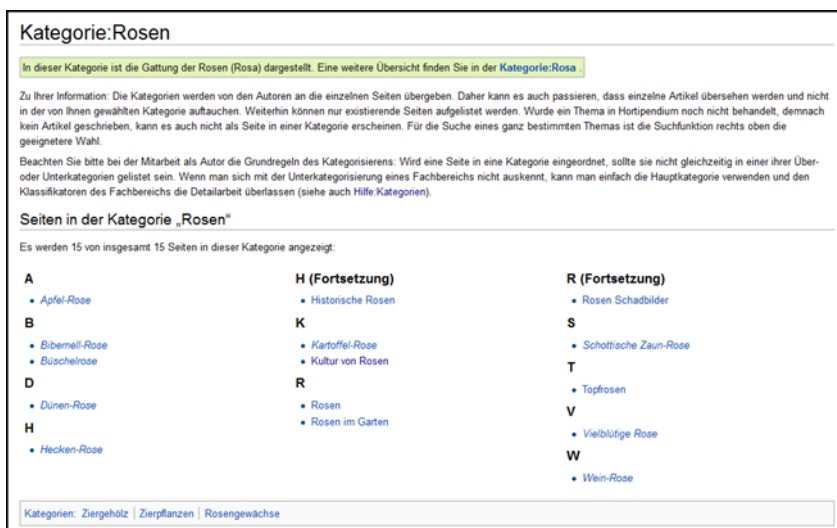 Kategorie:Rosen
In dieser Kategorie ist die Gattung der Rosen (Rosa) dargestellt. Eine weitere Übersicht finden Sie in der Kategorie:Rosa .
Zu Ihrer Information: Die Kategorien werden von den Autoren an die einzelnen Seiten übergeben. Daher kann es auch passieren, dass einzelne Artikel übersehen werden und nicht
in der von Ihnen gewählten Kategorie auftauchen. Weiterhin können nur existierende Seiten aufgelistet werden. Wurde ein Thema in Hortipendium noch nicht behandelt, demnach
kein Artikel geschrieben, kann es auch nicht als Seite in einer Kategorie erscheinen. Für die Suche eines ganz bestimmten Themas ist die Suchfunktion rechts oben die
geeignetere Wahl.
Beachten Sie bitte bei der Mitarbeit als Autor die Grundregeln des Kategorisierens: Wird eine Seite in eine Kategorie eingeordnet, sollte sie nicht gleichzeitig in einer ihrer Über-
oder Unterkategorien gelistet sein. Wenn man sich mit der Unterkategorisierung eines Fachbereichs nicht auskennt, kann man einfach die Hauptkategorie verwenden und den
Klassifikatoren des Fachbereichs die Detailarbeit überlassen (siehe auch Hilfe:Kategorien).
Seiten in der Kategorie „Rosen“
Es werden 15 von insgesamt 15 Seiten in dieser Kategorie angezeigt:
A
• Apfel-Rose
B
• Bibernell-Rose
• Büschelrose
D
• Dünen-Rose
H
• Hecken-Rose
H (Fortsetzung)
• Historische Rosen
K
• Kartoffel-Rose
• Kultur von Rosen
R
• Rosen
• Rosen im Garten
R (Fortsetzung)
• Rosen Schadbilder
S
• Schottische Zaun-Rose
T
• Topfrosen
V
• Vielblütige Rose
W
• Wein-Rose
Kategorien: Ziergehölz | Zierpflanzen | Rosengewächse